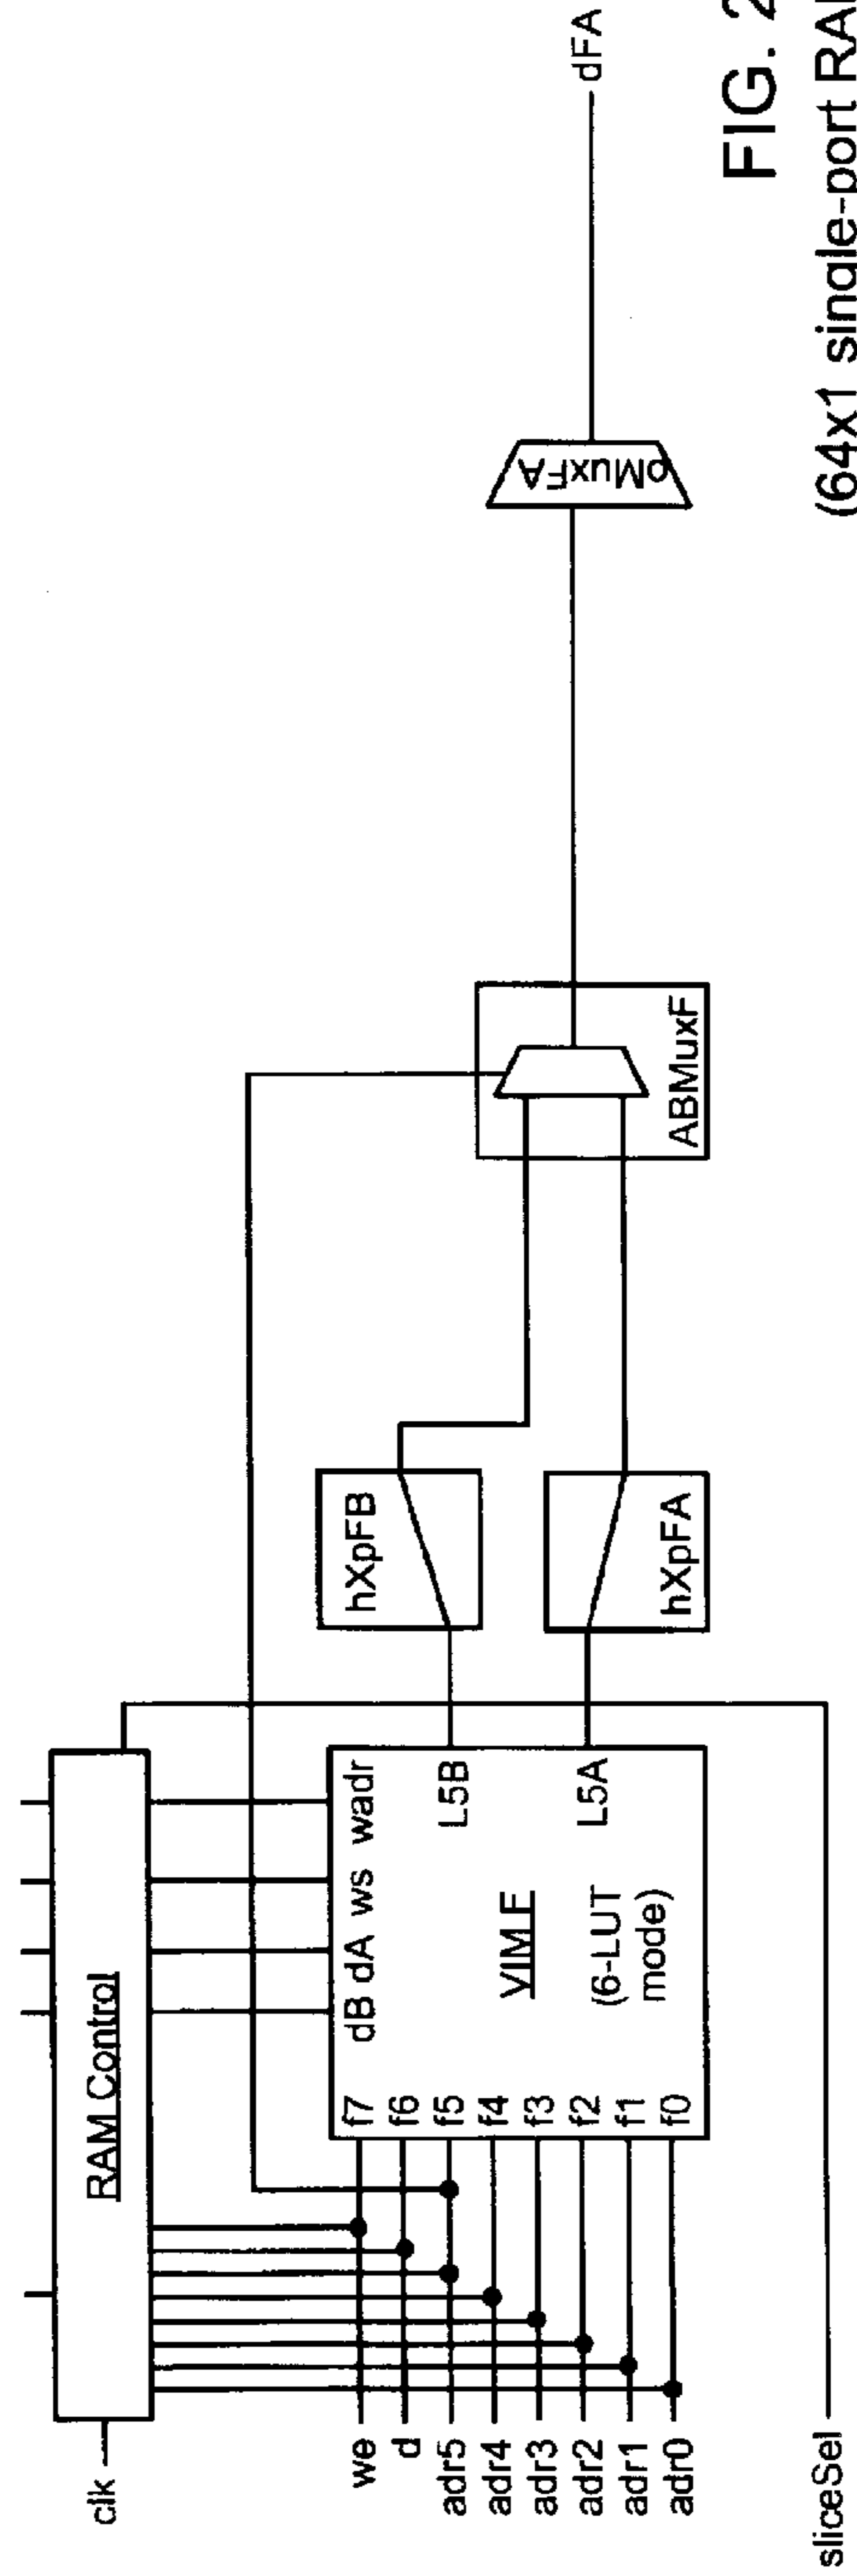 clk
RAM Control
we
d
adr5
adr4
adr3
adr2
adr1
adr0
sliceSel
f7
f6
f5
f4
f3
f2
f1
f0
dB dA ws wadr
VIM F
(6-LUT
mode)
L5B
L5A
hXpFB
hXpFA
ABMuxF
oMuxFA
dFA
FIG. 2
(64x1 single-port RA